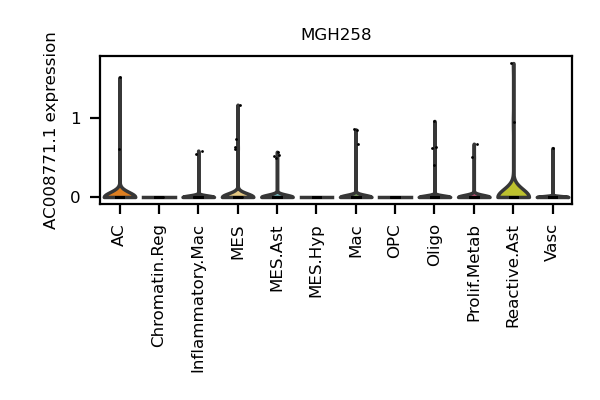 MGH258
AC008771.1 expression
1
0
AC
Chromatin.Reg
Inflammatory.Mac
MES
MES.Ast
MES.Hyp
Mac
OPC
Oligo
Prolif.Metab
Reactive.Ast
Vasc